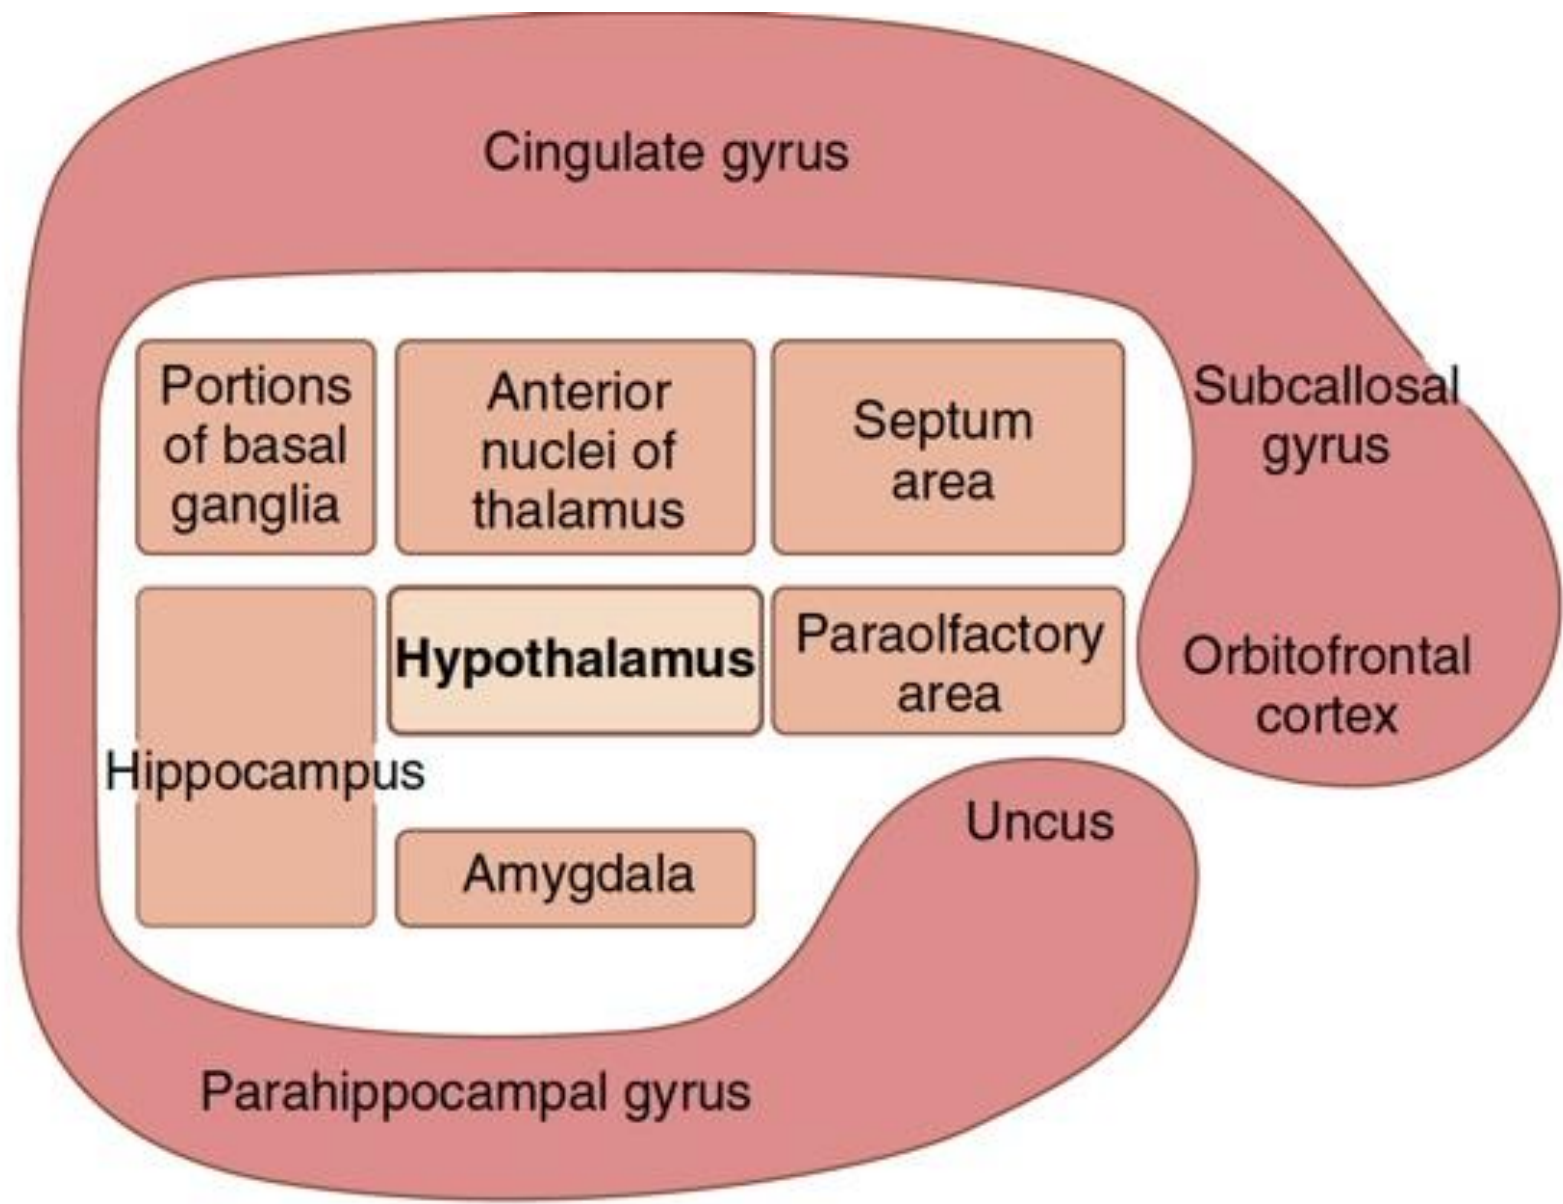 Cingulate gyrus
Portions
of basal
ganglia
Anterior
nuclei of
thalamus
Septum
area
Subcallosal
gyrus
Hippocampus
Hypothalamus
Paraolfactory
area
Orbitofrontal
cortex
Amygdala
Uncus
Parahippocampal gyrus